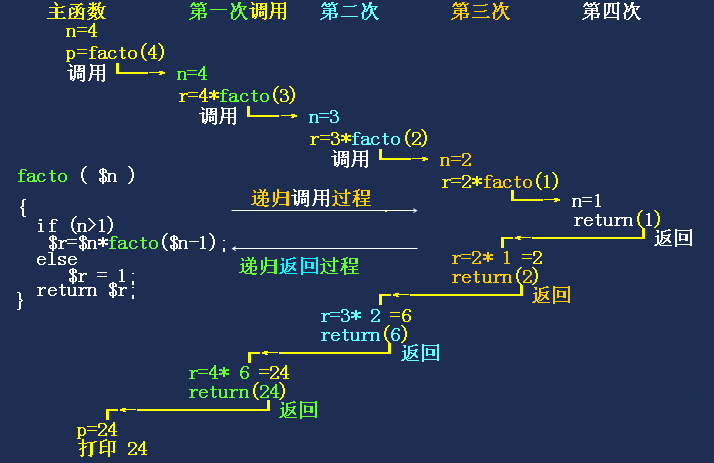 主函数 第一次调用 第二次 第三次 第四次
n=4
p=facto(4)
调用 n=4
r=4*facto(3)
调用 n=3
r=3*facto(2)
调用 n=2
facto ( $n ) r=2*facto(1)
递归调用过程 n=1
{ return(1)
if (n>1) 返回
$r=$n*facto($n-1);
else r=2* 1 =2
递归返回过程
$r = 1; return(2)
return $r; 返回
}
r=3* 2 =6
return(6)
返回
r=4* 6 =24
return(24)
返回
p=24
打印 24